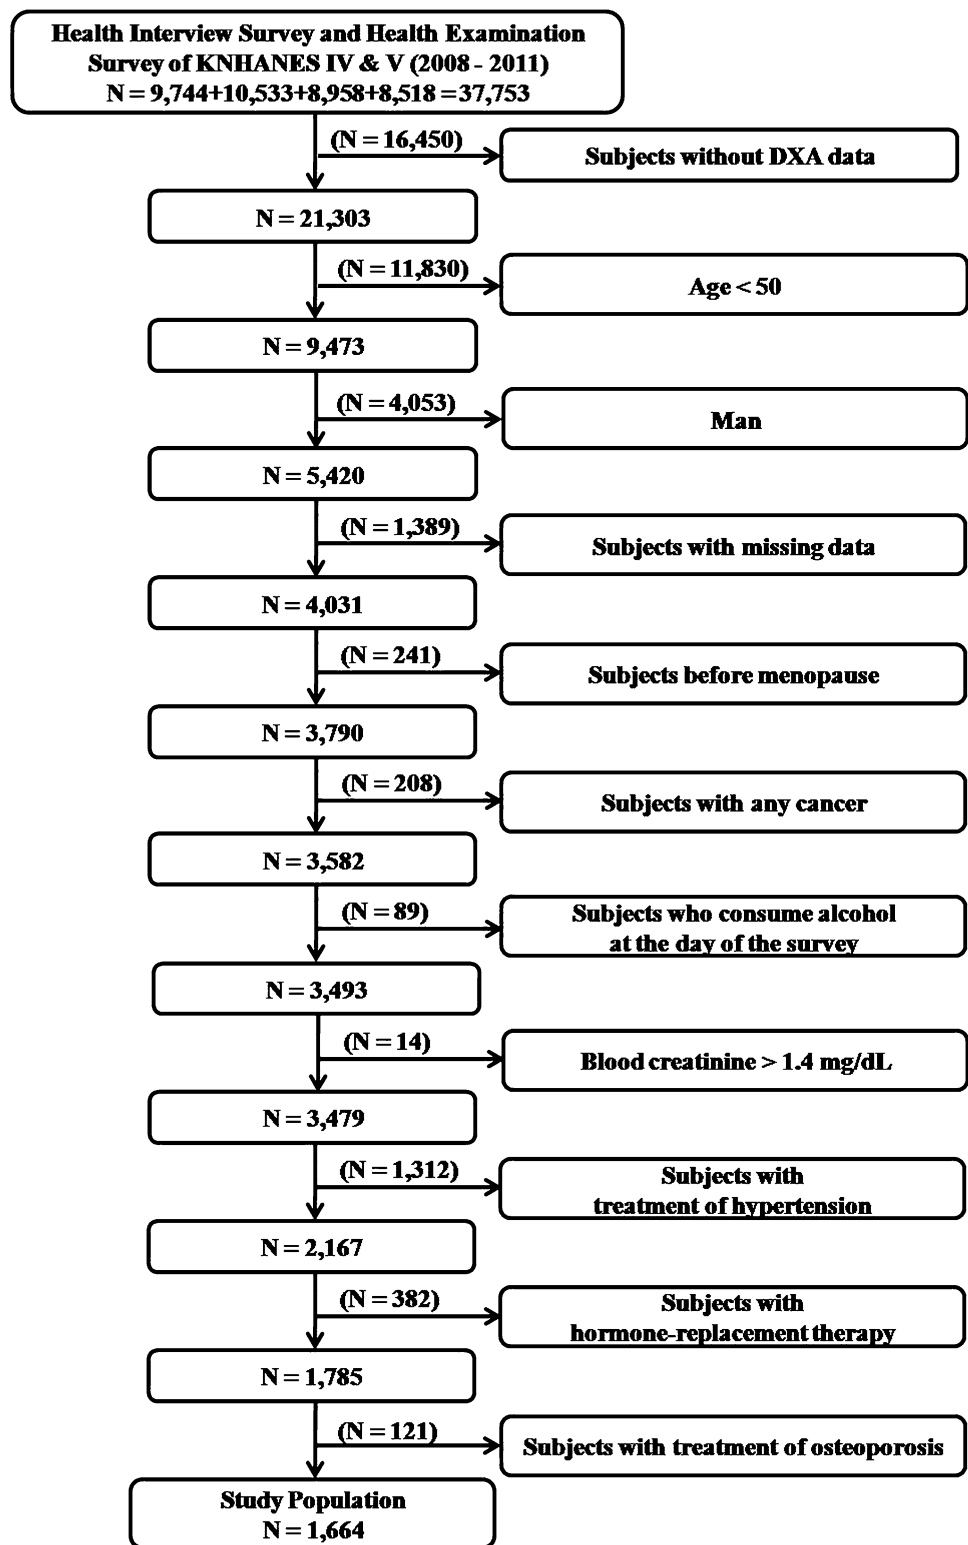 Health Interview Survey and Health Examination
Survey of KNHANES IV & V (2008 - 2011)
N = 9,744+10,533+8,958+8,518 = 37,753
(N = 16,450)
Subjects without DXA data
N = 21,303
(N = 11,830)
Age < 50
N = 9,473
(N = 4,053)
Man
N = 5,420
(N = 1,389)
Subjects with missing data
N = 4,031
(N = 241)
Subjects before menopause
N = 3,790
(N = 208)
Subjects with any cancer
N = 3,582
(N = 89)
Subjects who consume alcohol
at the day of the survey
N = 3,493
(N = 14)
Blood creatinine > 1.4 mg/dL
N = 3,479
(N = 1,312)
Subjects with
treatment of hypertension
N = 2,167
(N = 382)
Subjects with
hormone-replacement therapy
N = 1,785
(N = 121)
Subjects with treatment of osteoporosis
Study Population
N = 1,664